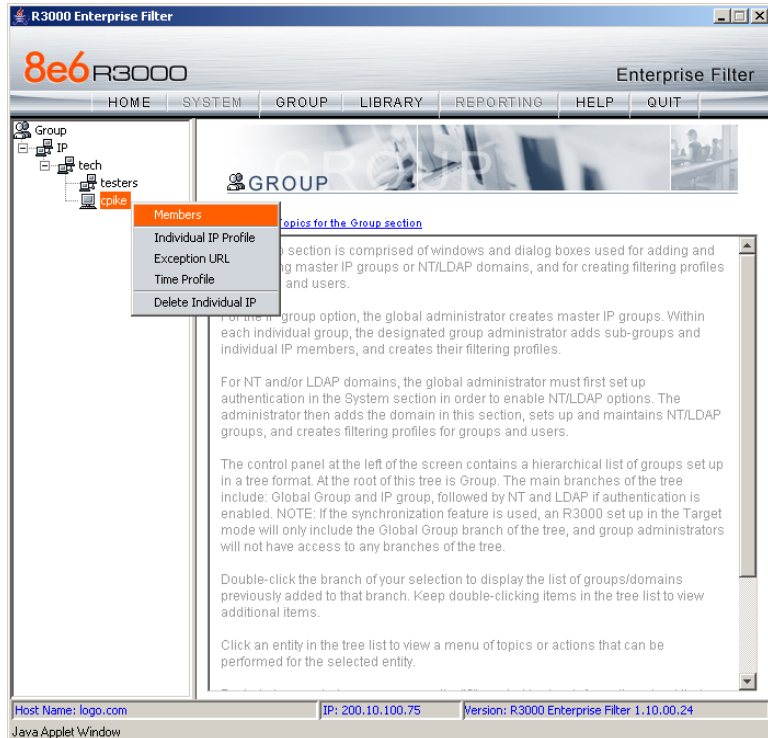 R3000 Enterprise Filter
8e6 R3000
Enterprise Filter
HOME SYSTEM GROUP LIBRARY REPORTING HELP QUIT
Group
IP
tech
testers
cpike
Members
Individual IP Profile
Exception URL
Time Profile
Delete Individual IP
GROUP
GROUP
Topics for the Group section
section is comprised of windows and dialog boxes used for adding and
master IP groups or NT/LDAP domains, and for creating filtering profiles
and users.
For the IP group option, the global administrator creates master IP groups. Within
each individual group, the designated group administrator adds sub-groups and
individual IP members, and creates their filtering profiles.
For NT and/or LDAP domains, the global administrator must first set up
authentication in the System section in order to enable NT/LDAP options. The
administrator then adds the domain in this section, sets up and maintains NT/LDAP
groups, and creates filtering profiles for groups and users.
The control panel at the left of the screen contains a hierarchical list of groups set up
in a tree format. At the root of this tree is Group. The main branches of the tree
include: Global Group and IP group, followed by NT and LDAP if authentication is
enabled. NOTE: If the synchronization feature is used, an R3000 set up in the Target
mode will only include the Global Group branch of the tree, and group administrators
will not have access to any branches of the tree.
Double-click the branch of your selection to display the list of groups/domains
previously added to that branch. Keep double-clicking items in the tree list to view
additional items.
Click an entity in the tree list to view a menu of topics or actions that can be
performed for the selected entity.
Host Name: logo.com IP: 200.10.100.75 Version: R3000 Enterprise Filter 1.10.00.24
Java Applet Window